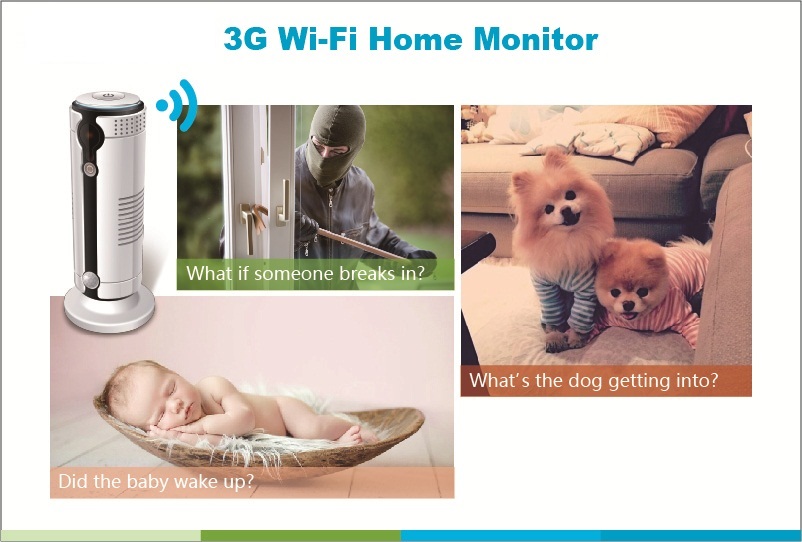 3G Wi-Fi Home Monitor
What if someone breaks in?
What's the dog getting into?
Did the baby wake up?